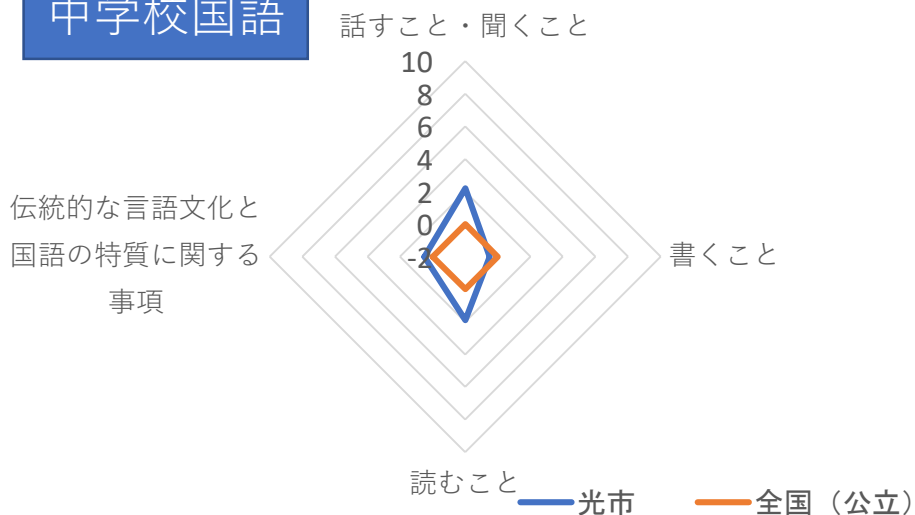 中学校国語
話すこと・聞くこと
10
8
6
4
2
0
-2
伝統的な言語文化と
国語の特質に関する
事項
書くこと
読むこと
光市
全国（公立）